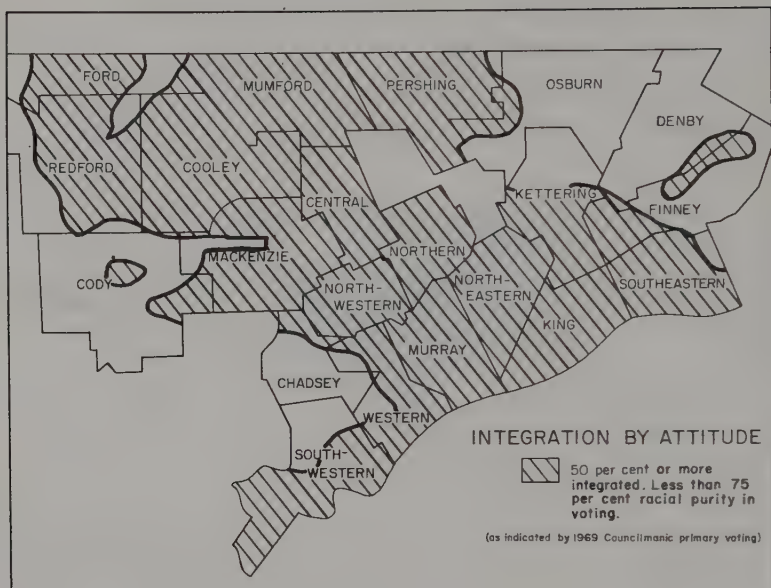 FORD
MUMFORD
PERSHING
OSBURN
DENBY
REDFORD
COOLEY
CENTRAL
KETTERING
FINNEY
MACKENZIE
NORTHERN
CODY
NORTH-
WESTERN
NORTH-
EASTERN
SOUTHEASTERN
KING
MURRAY
CHADSEY
WESTERN
SOUTH-
WESTERN
INTEGRATION BY ATTITUDE
50 per cent or more
integrated. Less than 75
per cent racial purity in
voting.
(as indicated by 1969 Councilmanic primary voting)